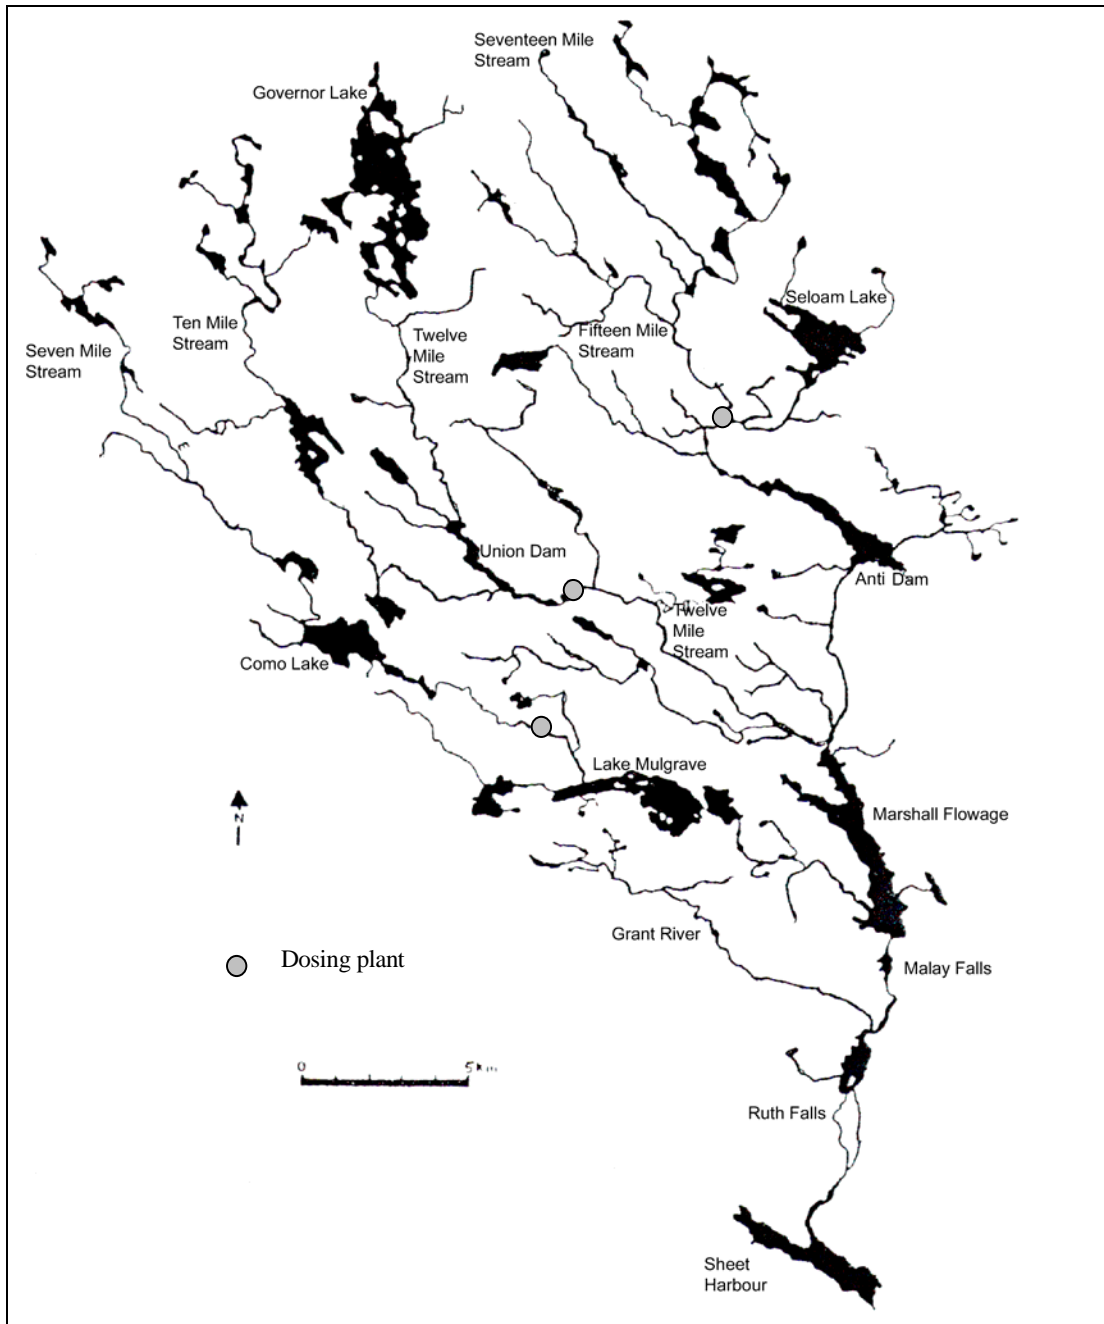 Seventeen Mile
Stream
Governor Lake
Seloam Lake
Ten Mile
Stream
Twelve
Mile
Stream
Fifteen Mile
Stream
Seven Mile
Stream
Union Dam
Anti Dam
Twelve
Mile
Stream
Como Lake
Lake Mulgrave
N
Marshall Flowage
Grant River
Dosing plant
Malay Falls
0 5 km
Ruth Falls
Sheet
Harbour